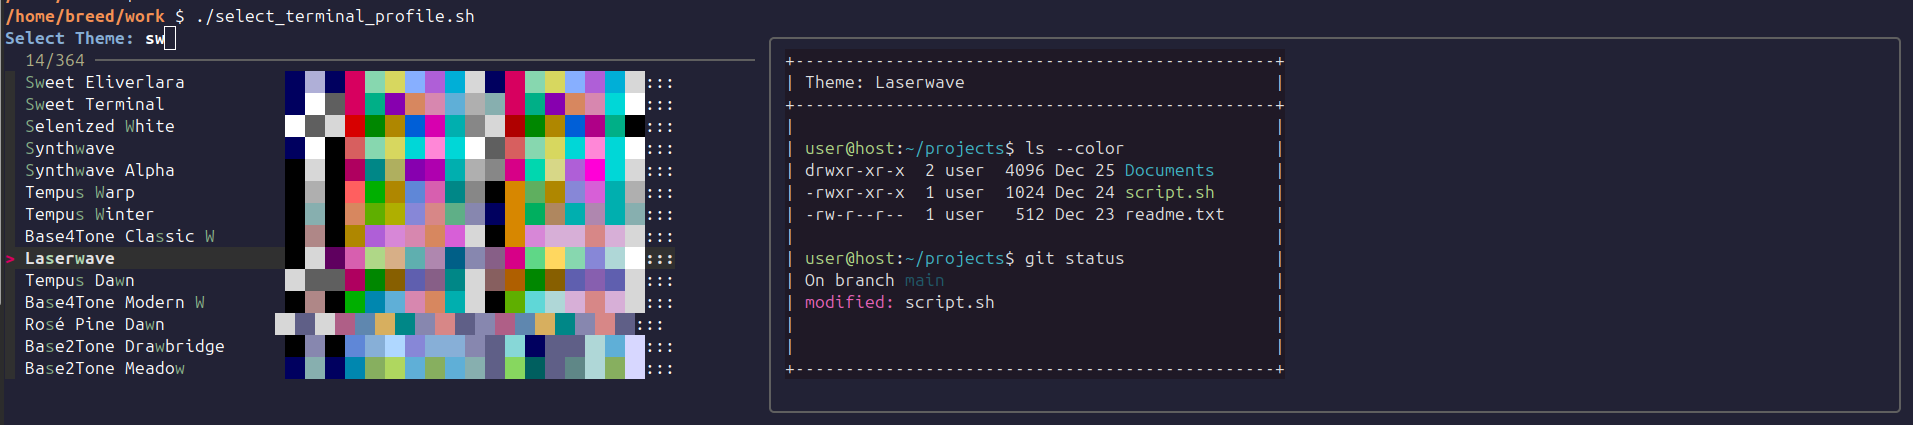 /home/breed/work $ ./select_terminal_profile.sh
Select Theme: sw
14/364
Sweet Eliverlara :::
Sweet Terminal :::
Selenized White :::
Synthwave :::
Synthwave Alpha :::
Tempus Warp :::
Tempus Winter :::
Base4Tone Classic W :::
> Laserwave :::
Tempus Dawn :::
Base4Tone Modern W :::
Rosé Pine Dawn :::
Base2Tone Drawbridge :::
Base2Tone Meadow :::
+------------------------------------------------+
| Theme: Laserwave |
+------------------------------------------------+
| |
| user@host:~/projects$ ls --color |
| drwxr-xr-x 2 user 4096 Dec 25 Documents |
| -rwxr-xr-x 1 user 1024 Dec 24 script.sh |
| -rw-r--r-- 1 user 512 Dec 23 readme.txt |
| |
| user@host:~/projects$ git status |
| On branch main |
| modified: script.sh |
| |
| |
+------------------------------------------------+